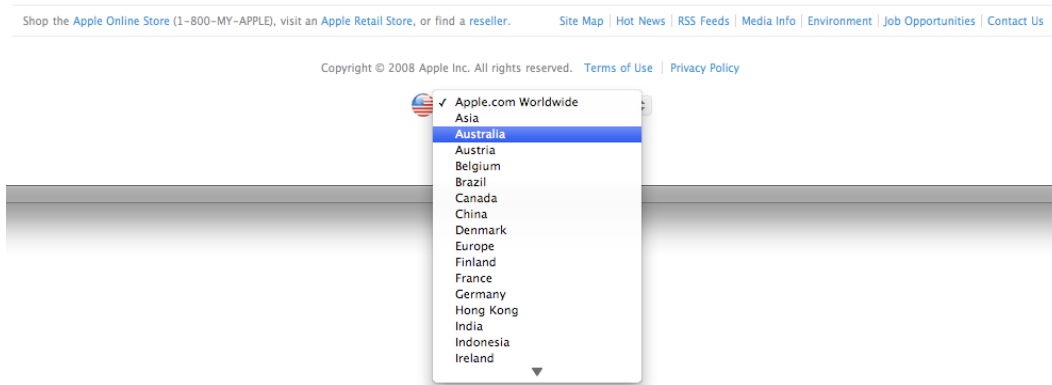 Shop the Apple Online Store (1-800-MY-APPLE), visit an Apple Retail Store, or find a reseller. Site Map | Hot News | RSS Feeds | Media Info | Environment | Job Opportunities | Contact Us
Copyright © 2008 Apple Inc. All rights reserved. Terms of Use | Privacy Policy
✓ Apple.com Worldwide
Asia
Australia
Austria
Belgium
Brazil
Canada
China
Denmark
Europe
Finland
France
Germany
Hong Kong
India
Indonesia
Ireland